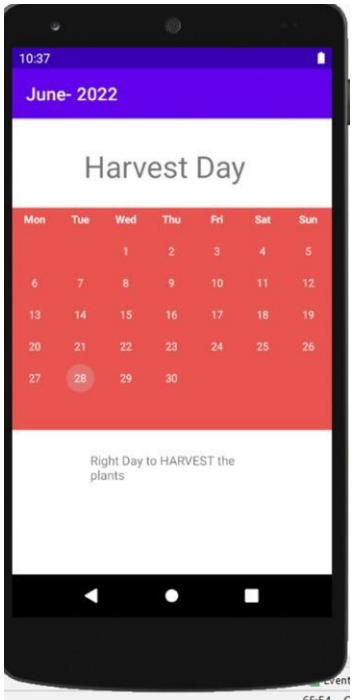 10:37
June- 2022
Harvest Day
Mon Tue Wed Thu Fri Sat Sun
1 2 3 4 5
6 7 8 9 10 11 12
13 14 15 16 17 18 19
20 21 22 23 24 25 26
27 28 29 30
Right Day to HARVEST the
plants
Event